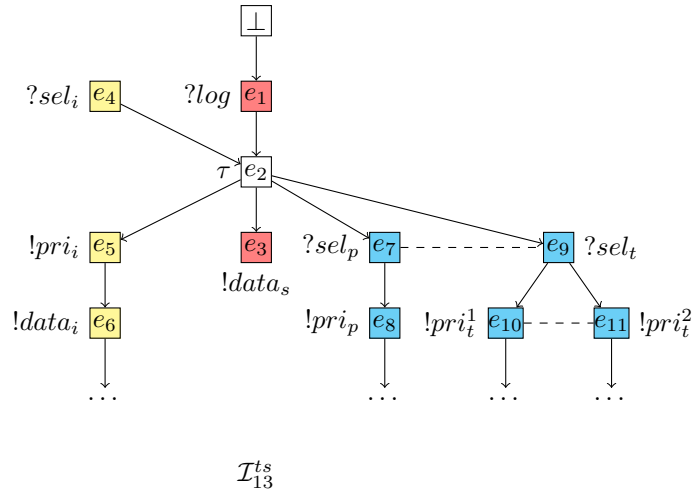 ⊥
?sel_i e_4 ?log e_1
τ e_2
!pri_i e_5 e_3 ?sel_p e_7 e_9 ?sel_t
!data_s
!data_i e_6 !pri_p e_8 !pri_t^1 e_10 e_11 !pri_t^2
... ... ... ...
I_13^ts